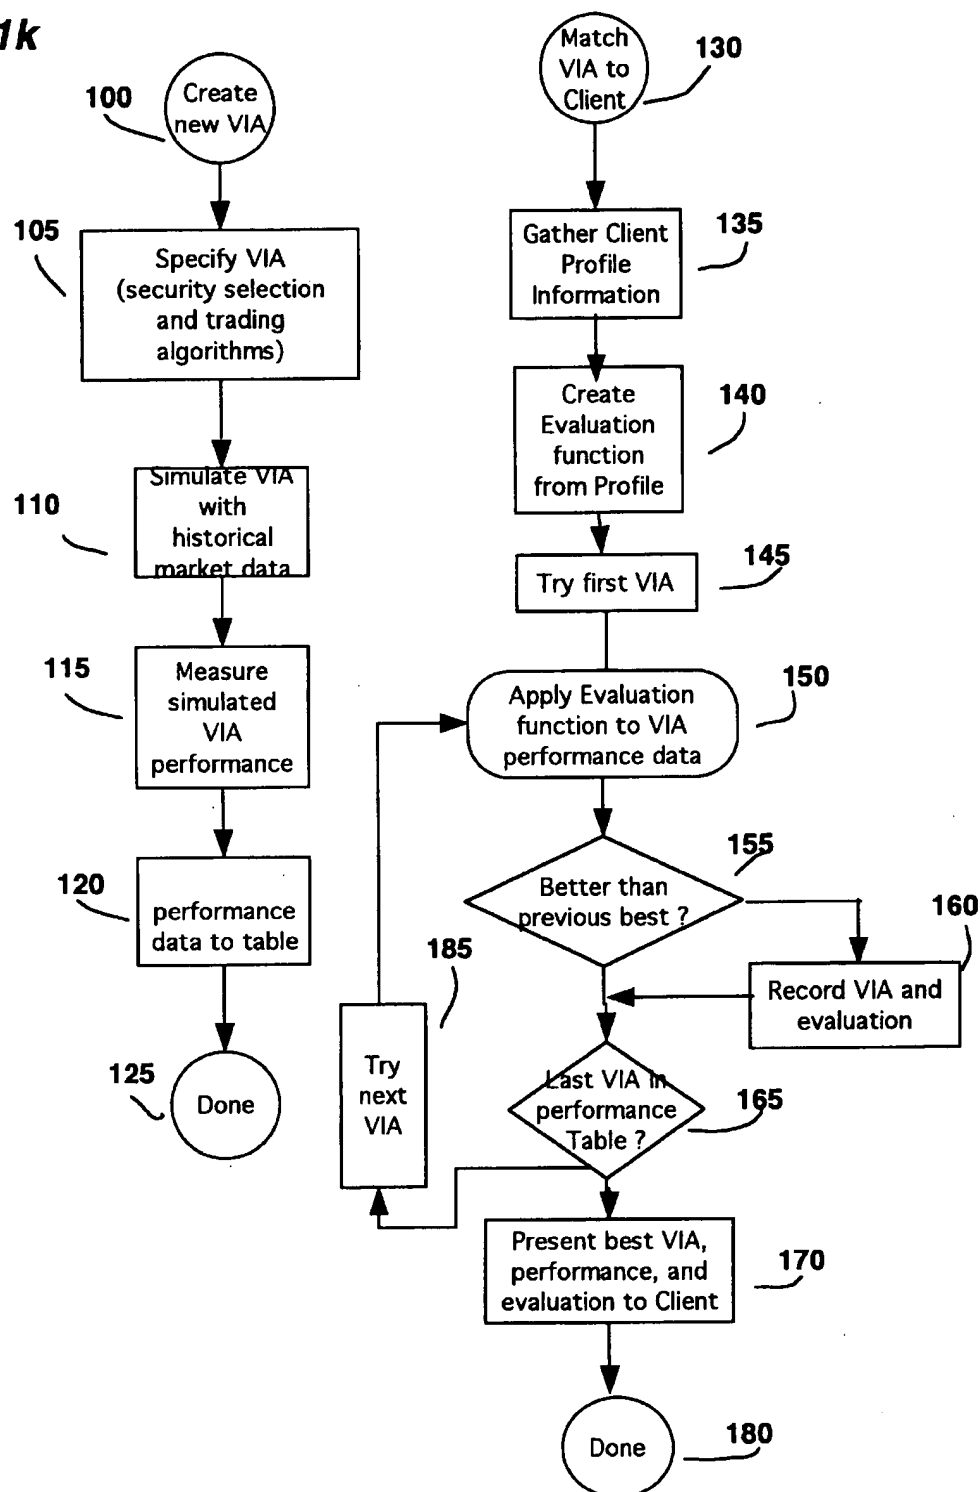 1k
100
Create
new VIA
105
Specify VIA
(security selection
and trading
algorithms)
110
Simulate VIA
with
historical
market data
115
Measure
simulated
VIA
performance
120
performance
data to table
125
Done
Match
VIA to
Client
130
Gather Client
Profile
Information
135
Create
Evaluation
function
from Profile
140
Try first VIA
145
Apply Evaluation
function to VIA
performance data
150
Better than
previous best ?
155
Record VIA and
evaluation
160
185
Try
next
VIA
Last VIA in
performance
Table ?
165
Present best VIA,
performance, and
evaluation to Client
170
Done
180